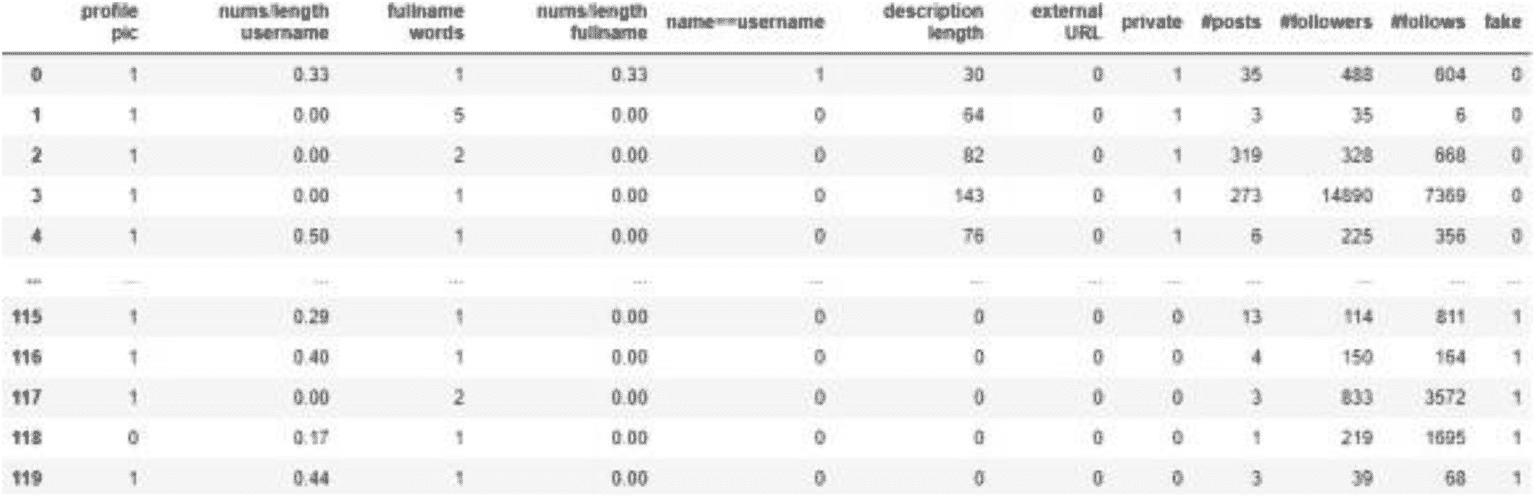 profile pic nums/length username fullname words nums/length fullname name==username description length external URL private #posts #followers #follows fake
0 1 0.33 1 0.33 1 30 0 1 35 488 604 0
1 1 0.00 5 0.00 0 64 0 1 3 35 6 0
2 1 0.00 2 0.00 0 82 0 1 319 328 668 0
3 1 0.00 1 0.00 0 143 0 1 273 14890 7369 0
4 1 0.50 1 0.00 0 76 0 1 6 225 356 0
... ... ... ... ... ... ... ... ... ... ... ... ...
115 1 0.29 1 0.00 0 0 0 0 13 114 811 1
116 1 0.40 1 0.00 0 0 0 0 4 150 164 1
117 1 0.00 2 0.00 0 0 0 0 3 833 3572 1
118 0 0.17 1 0.00 0 0 0 0 1 219 1695 1
119 1 0.44 1 0.00 0 0 0 0 3 39 68 1